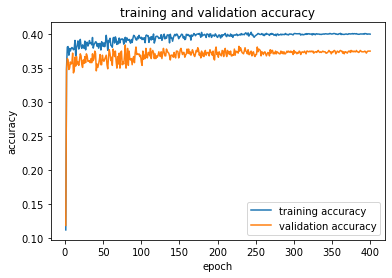 training and validation accuracy
accuracy
0.40
0.35
0.30
0.25
0.20
0.15
0.10
0 50 100 150 200 250 300 350 400
epoch
training accuracy
validation accuracy